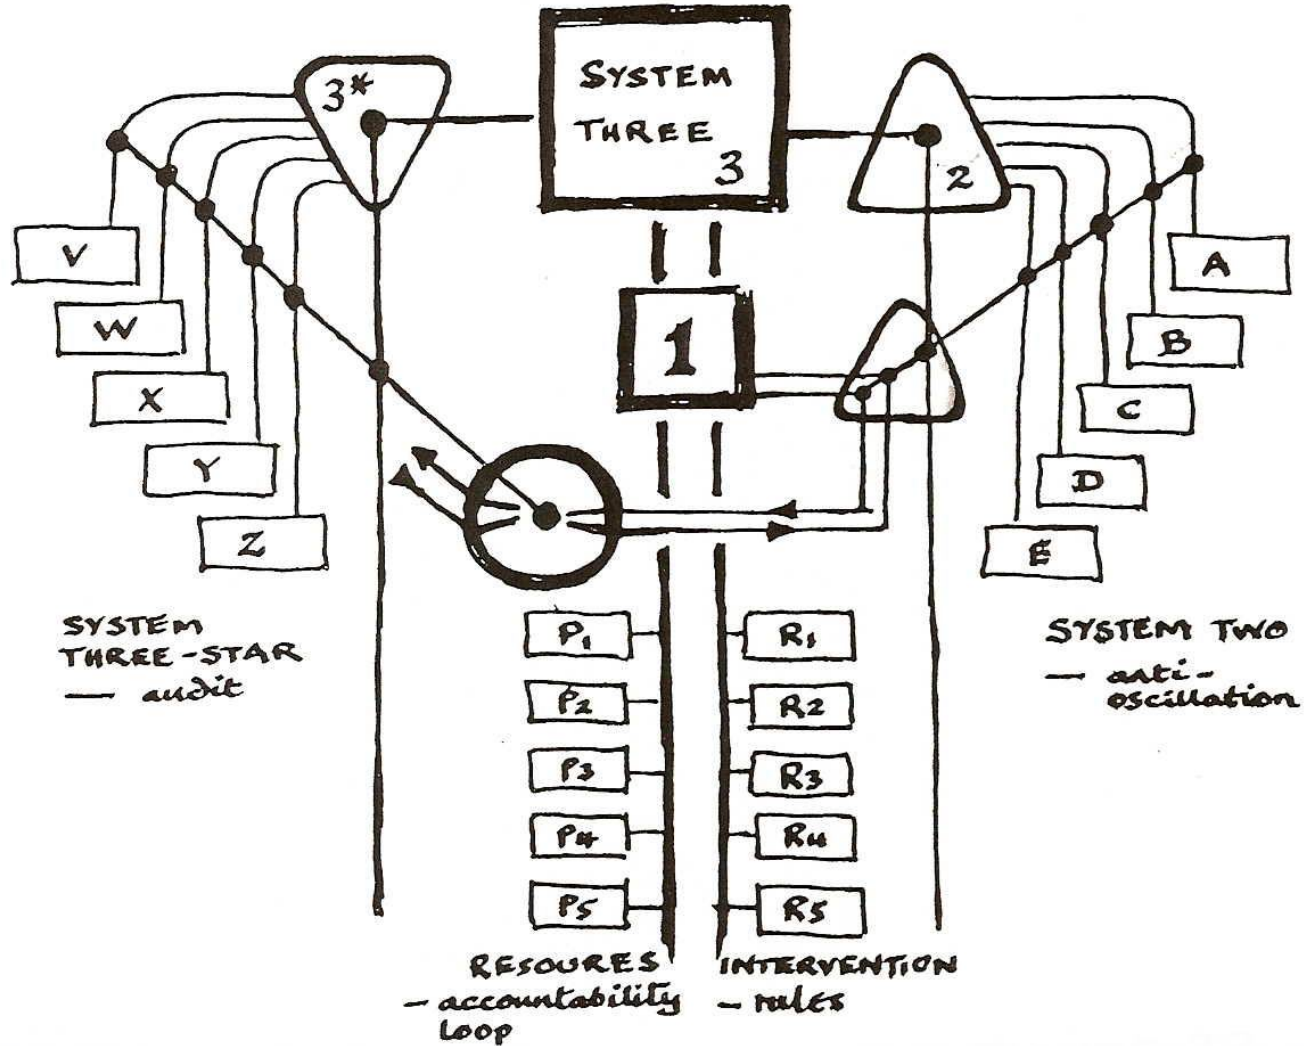 3*
SYSTEM
THREE
3
2
V
W
X
Y
Z
1
A
B
C
D
E
SYSTEM
THREE-STAR
— audit
SYSTEM TWO
— anti-
oscillation
P1
P2
P3
P4
P5
R1
R2
R3
R4
R5
RESOURES
— accountability
loop
INTERVENTION
— rules